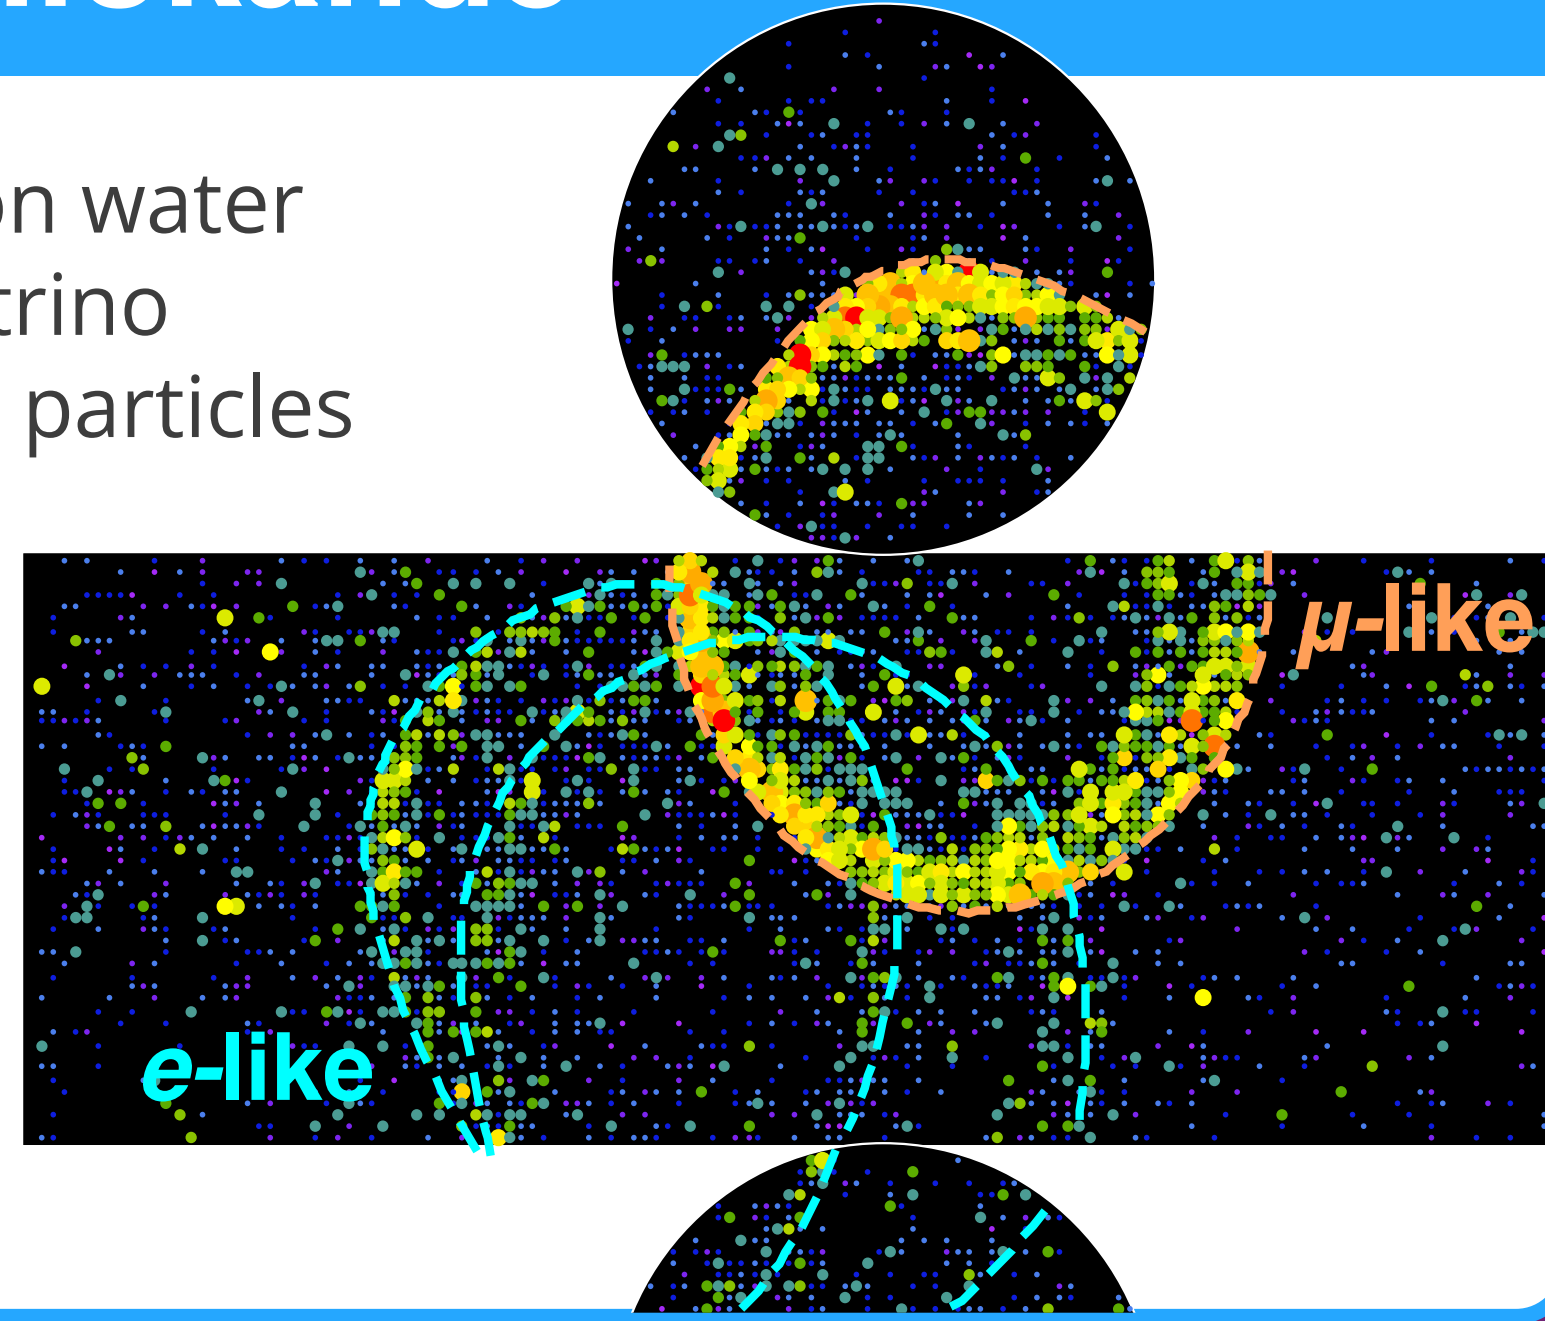 on water
trino
particles
μ-like
e-like